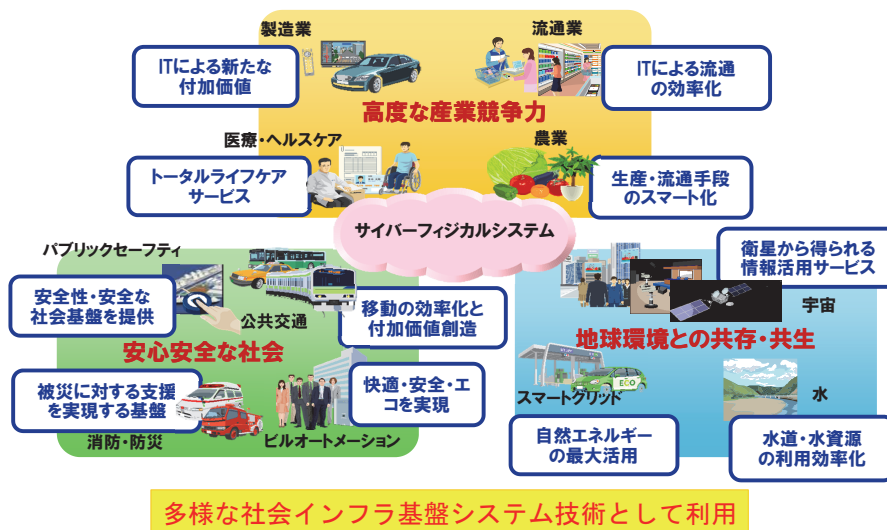 製造業
流通業
ITによる新たな
付加価値
ITによる流通
の効率化
高度な産業競争力
医療・ヘルスケア
農業
トータルライフケア
サービス
生産・流通手段
のスマート化
サイバーフィジカルシステム
パブリックセーフティ
安全性・安全な
社会基盤を提供
公共交通
移動の効率化と
付加価値創造
安心安全な社会
被災に対する支援
を実現する基盤
快適・安全・エ
コを実現
消防・防災
ビルオートメーション
衛星から得られる
情報活用サービス
宇宙
地球環境との共存・共生
ECO
スマートグリッド
水
自然エネルギー
の最大活用
水道・水資源
の利用効率化
多様な社会インフラ基盤システム技術として利用